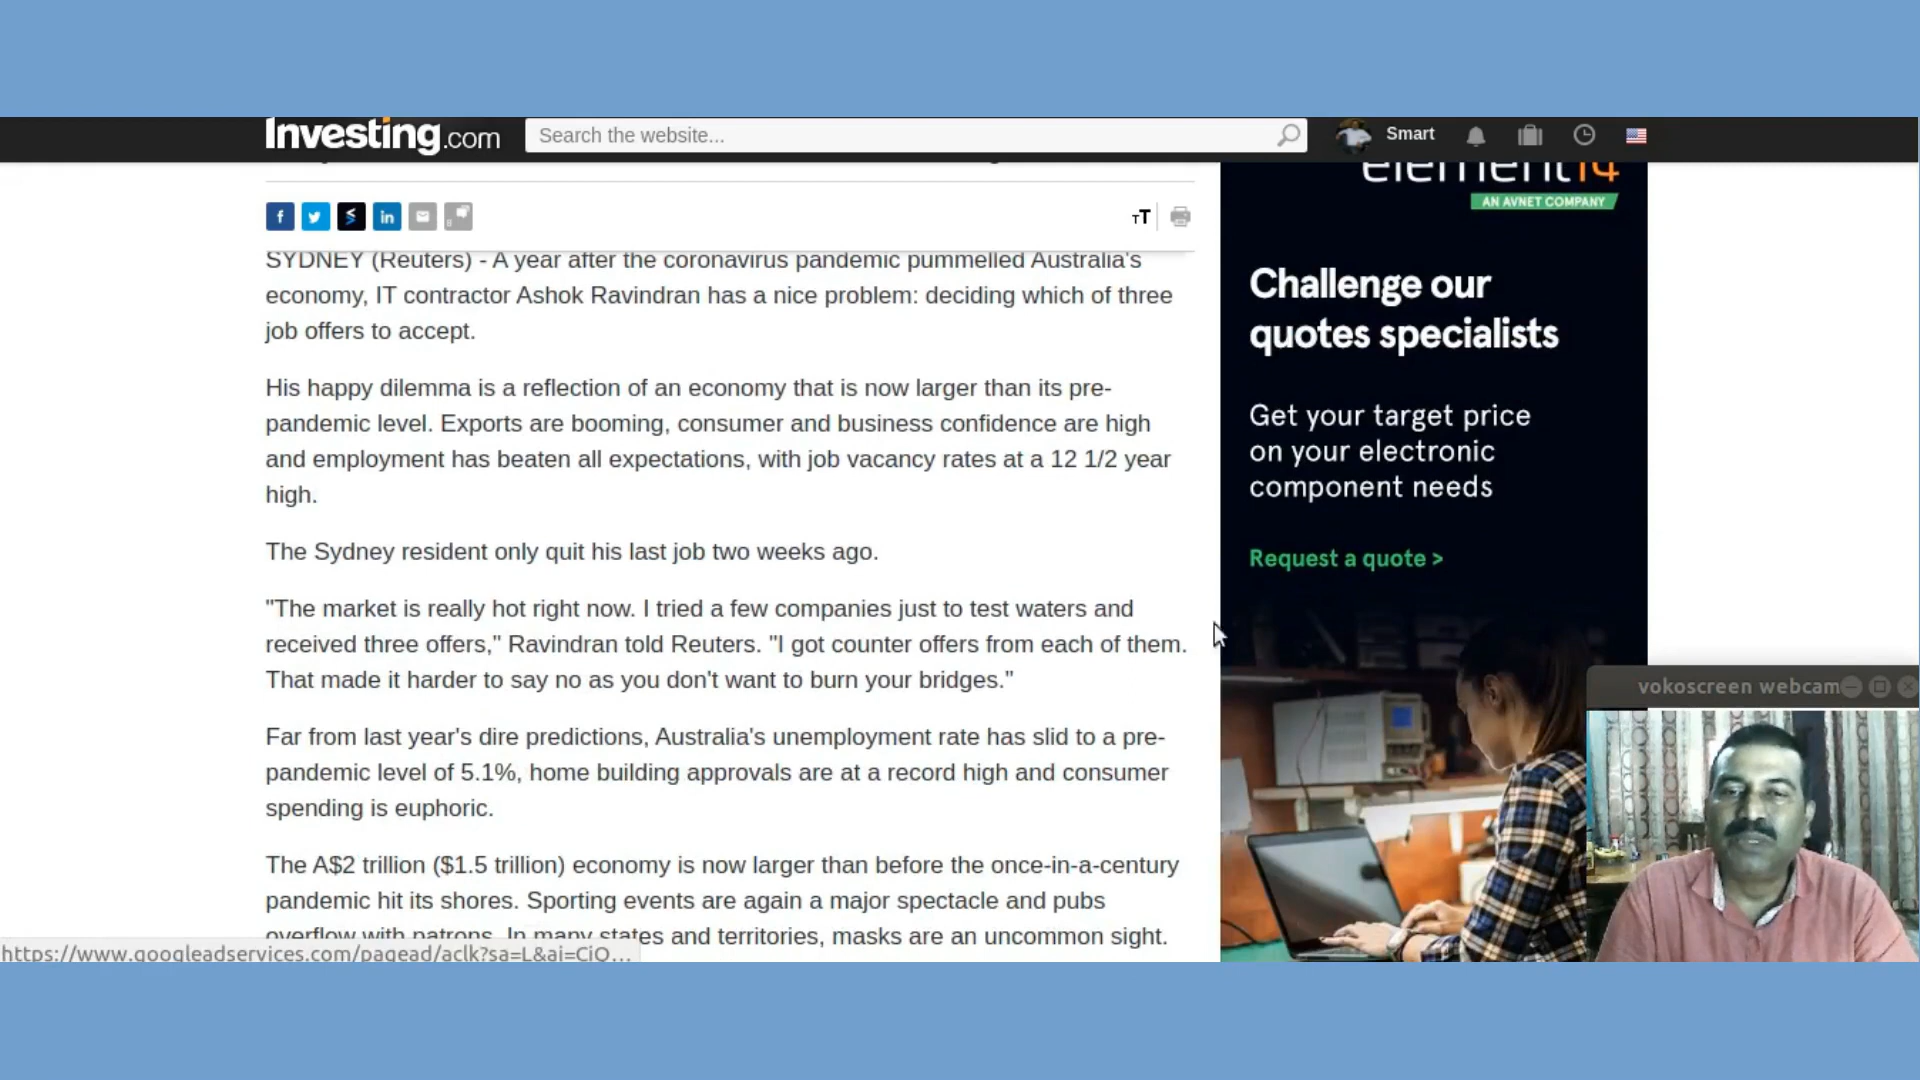 Investing.com
Search the website...
Smart
SYDNEY (Reuters) - A year after the coronavirus pandemic pummelled Australia's
economy, IT contractor Ashok Ravindran has a nice problem: deciding which of three
job offers to accept.
His happy dilemma is a reflection of an economy that is now larger than its pre-
pandemic level. Exports are booming, consumer and business confidence are high
and employment has beaten all expectations, with job vacancy rates at a 12 1/2 year
high.
The Sydney resident only quit his last job two weeks ago.
"The market is really hot right now. I tried a few companies just to test waters and
received three offers," Ravindran told Reuters. "I got counter offers from each of them.
That made it harder to say no as you don't want to burn your bridges."
Far from last year's dire predictions, Australia's unemployment rate has slid to a pre-
pandemic level of 5.1%, home building approvals are at a record high and consumer
spending is euphoric.
The A$2 trillion ($1.5 trillion) economy is now larger than before the once-in-a-century
pandemic hit its shores. Sporting events are again a major spectacle and pubs
overflow with patrons. In many states and territories, masks are an uncommon sight.
https://www.googleadservices.com/pagead/aclk?sa=L&ai=CiQ...
element14
AN AVNET COMPANY
Challenge our
quotes specialists
Get your target price
on your electronic
component needs
Request a quote >
vokoscreen webcam